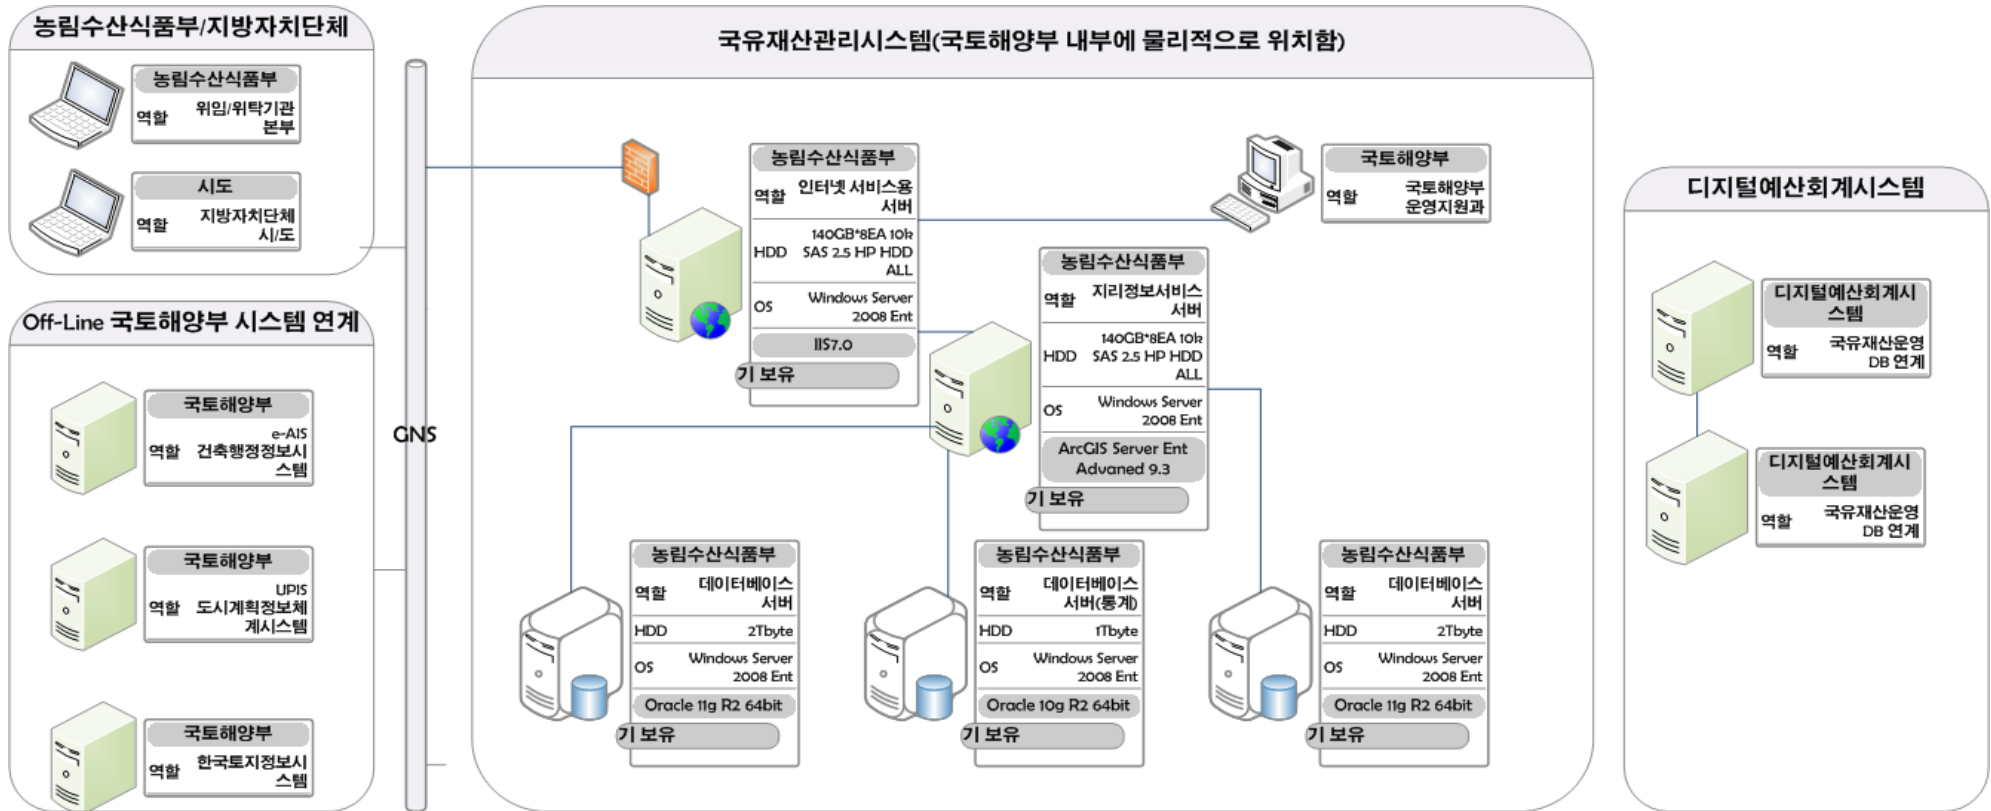 농림수산식품부/지방자치단체
농림수산식품부
역할
위임/위탁기관
본부
시도
역할
지방자치단체
시/도
Off-Line 국토해양부 시스템 연계
국토해양부
역할
e-AIS
건축행정정보시
스템
국토해양부
역할
UPIS
도시계획정보체
계시스템
국토해양부
역할
한국토지정보시
스템
GNS
국유재산관리시스템(국토해양부 내부에 물리적으로 위치함)
농림수산식품부
역할
인터넷 서비스용
서버
HDD
140GB*8EA 10k
SAS 2.5 HP HDD
ALL
OS
Windows Server
2008 Ent
IIS7.0
기 보유
국토해양부
역할
국토해양부
운영지원과
농림수산식품부
역할
지리정보서비스
서버
HDD
140GB*8EA 10k
SAS 2.5 HP HDD
ALL
OS
Windows Server
2008 Ent
ArcGIS Server Ent
Advaned 9.3
기 보유
농림수산식품부
역할
데이터베이스
서버
HDD
2Tbyte
OS
Windows Server
2008 Ent
Oracle 11g R2 64bit
기 보유
농림수산식품부
역할
데이터베이스
서버(통계)
HDD
1Tbyte
OS
Windows Server
2008 Ent
Oracle 10g R2 64bit
기 보유
농림수산식품부
역할
데이터베이스
서버
HDD
2Tbyte
OS
Windows Server
2008 Ent
Oracle 11g R2 64bit
기 보유
디지털예산회계시스템
디지털예산회계시
스템
역할
국유재산운영
DB 연계
디지털예산회계시
스템
역할
국유재산운영
DB 연계